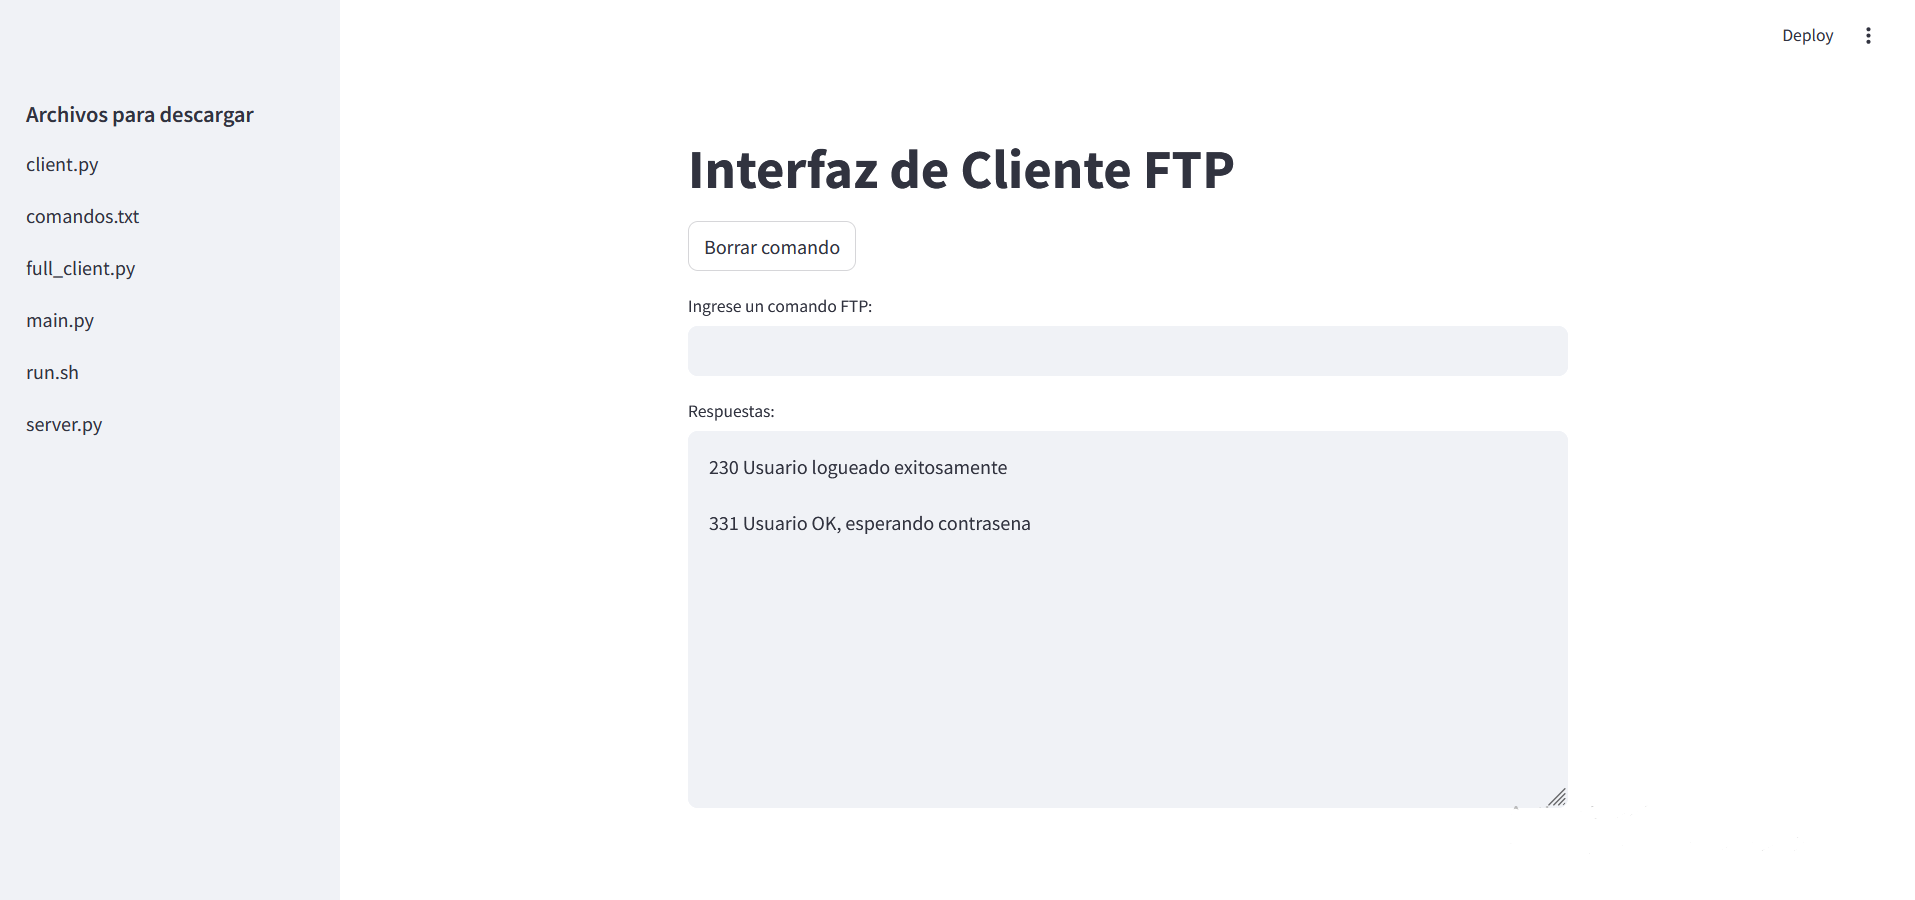 Deploy
Archivos para descargar
client.py
comandos.txt
full_client.py
main.py
run.sh
server.py
Interfaz de Cliente FTP
Borrar comando
Ingrese un comando FTP:
Respuestas:
230 Usuario logueado exitosamente
331 Usuario OK, esperando contrasena